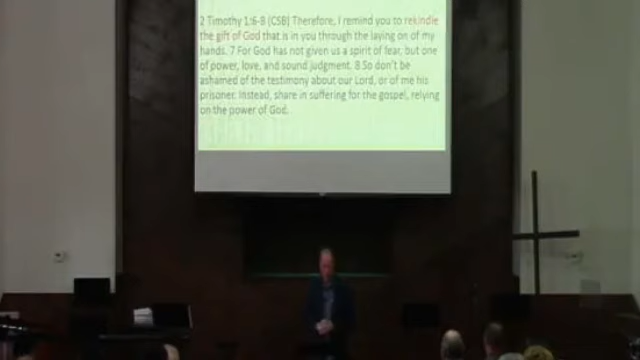 2 Timothy 1:6-8 (CSB) Therefore, I remind you to rekindle
the gift of God that is in you through the laying on of my
hands. 7 For God has not given us a spirit of fear, but one
of power, love, and sound judgment. 8 So don't be
ashamed of the testimony about our Lord, or of me his
prisoner. Instead, share in suffering for the gospel, relying
on the power of God.